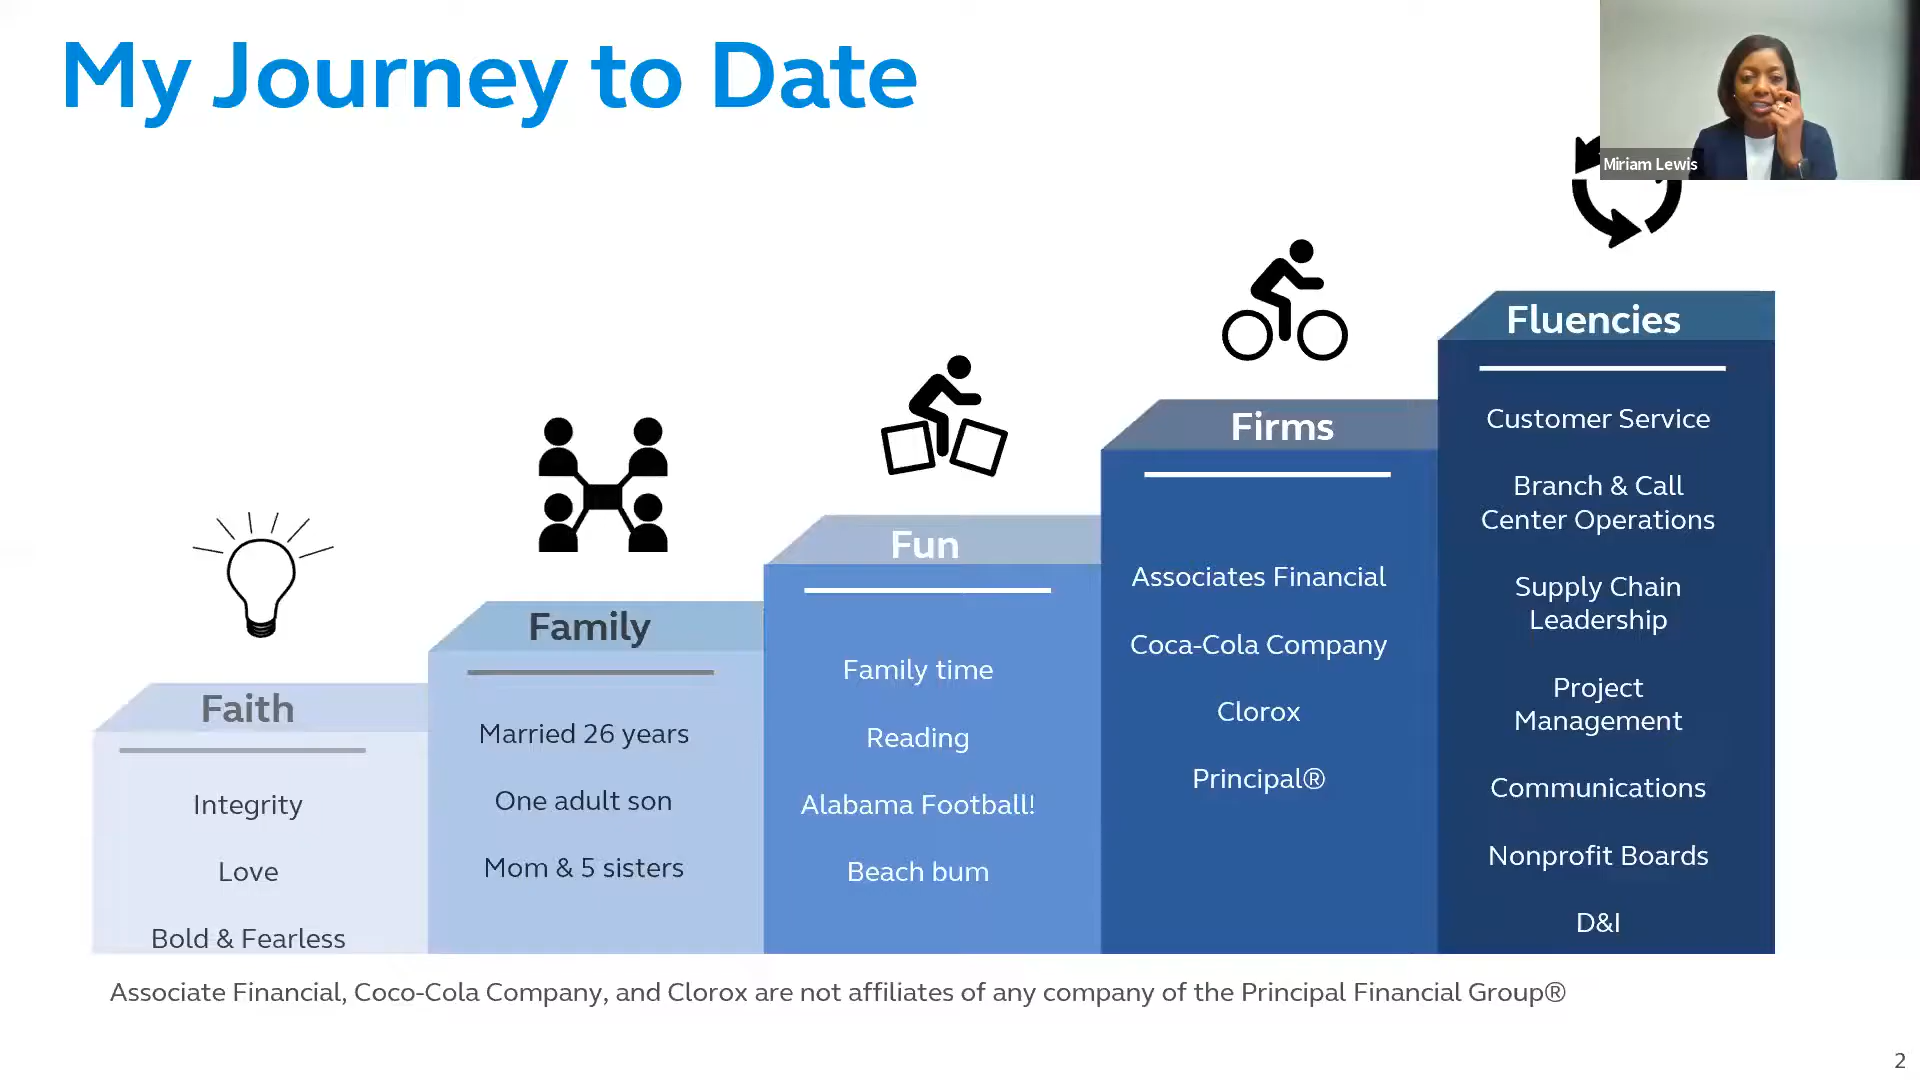 My Journey to Date
Miriam Lewis
Faith
Integrity
Love
Bold & Fearless
Family
Married 26 years
One adult son
Mom & 5 sisters
Fun
Family time
Reading
Alabama Football!
Beach bum
Firms
Associates Financial
Coca-Cola Company
Clorox
Principal®
Fluencies
Customer Service
Branch & Call
Center Operations
Supply Chain
Leadership
Project
Management
Communications
Nonprofit Boards
D&I
Associate Financial, Coco-Cola Company, and Clorox are not affiliates of any company of the Principal Financial Group®
2